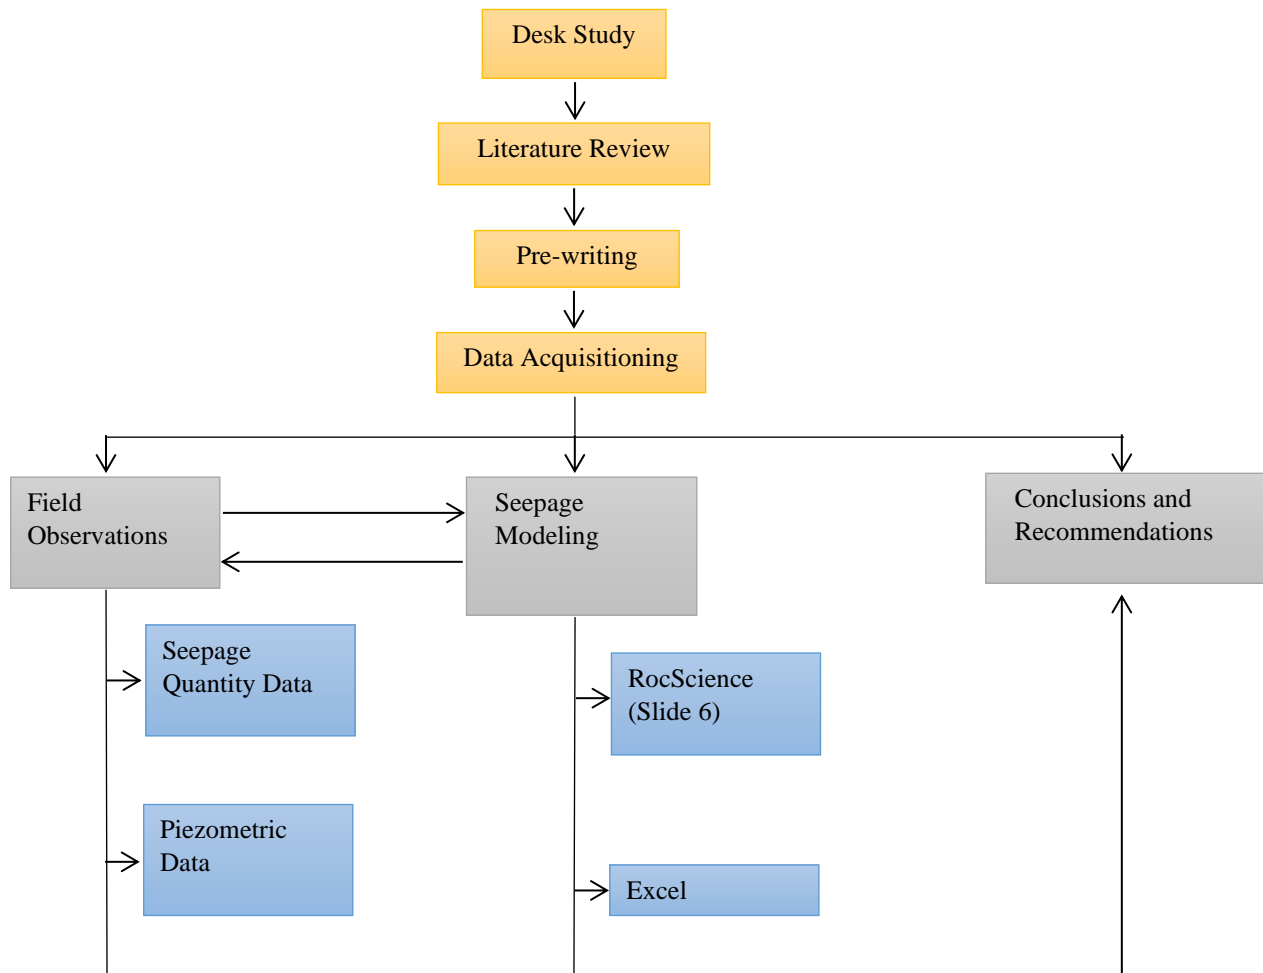 Desk Study
Literature Review
Pre-writing
Data Acquisitioning
Field
Observations
Seepage
Modeling
Conclusions and
Recommendations
Seepage
Quantity Data
RocScience
(Slide 6)
Piezometric
Data
Excel